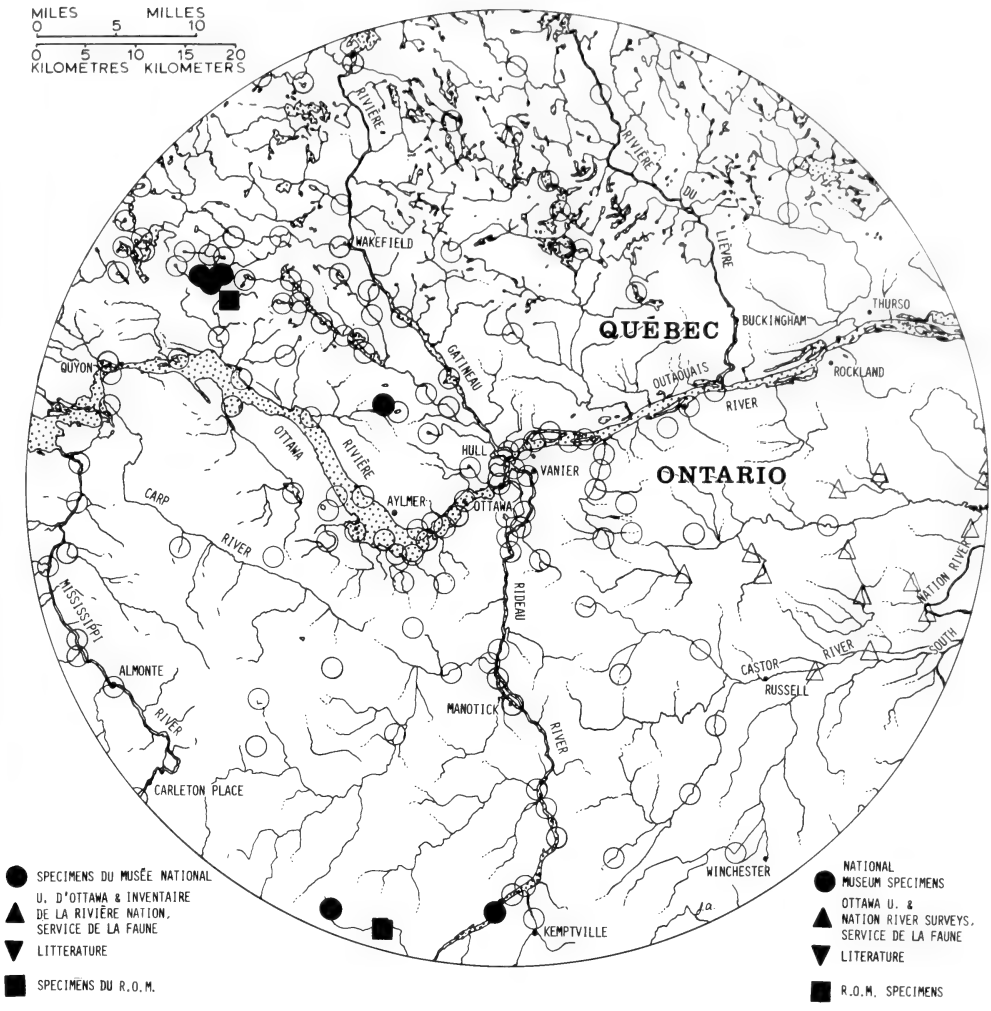 MILES MILLES
0 5 10
0 5 10 15 20
KILOMETRES KILOMETERS
RIVIÈRE
RIVIÈRE
DU
LIÈVRE
WAKEFIELD
THURSO
QUÉBEC
BUCKINGHAM
GATINEAU
QUYON
OUTAOUAIS
ROCKLAND
RIVER
OTTAWA
RIVIÈRE
HULL
VANIER
ONTARIO
CARP
AYLMER
OTTAWA
RIVER
NATION RIVER
MISSISSIPPI
RIDEAU
SOUTH
CASTOR
RIVER
ALMONTE
RUSSELL
MANOTICK
RIVER
RIVER
CARLETON PLACE
WINCHESTER
KEMPTVILLE
SPECIMENS DU MUSÉE NATIONAL
U. D'OTTAWA & INVENTAIRE
DE LA RIVIÈRE NATION,
SERVICE DE LA FAUNE
LITTERATURE
SPECIMENS DU R.O.M.
NATIONAL
MUSEUM SPECIMENS
OTTAWA U. &
NATION RIVER SURVEYS,
SERVICE DE LA FAUNE
LITERATURE
R.O.M. SPECIMENS